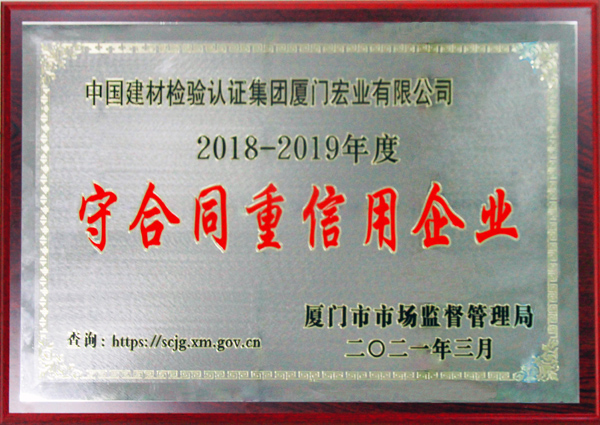 中国建材检验认证集团厦门宏业有限公司
2018-2019年度
守合同重信用企业
厦门市市场监督管理局
查询：https://scjg.xm.gov.cn
二〇二一年三月